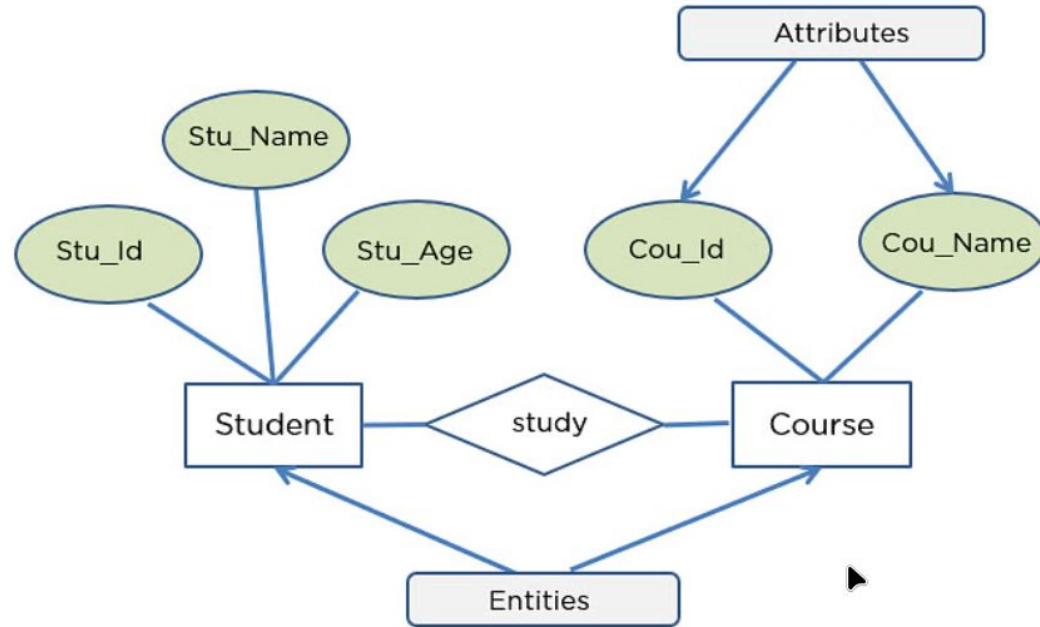 Attributes
Stu_Name
Stu_Id
Stu_Age
Cou_Id
Cou_Name
Student
study
Course
Entities